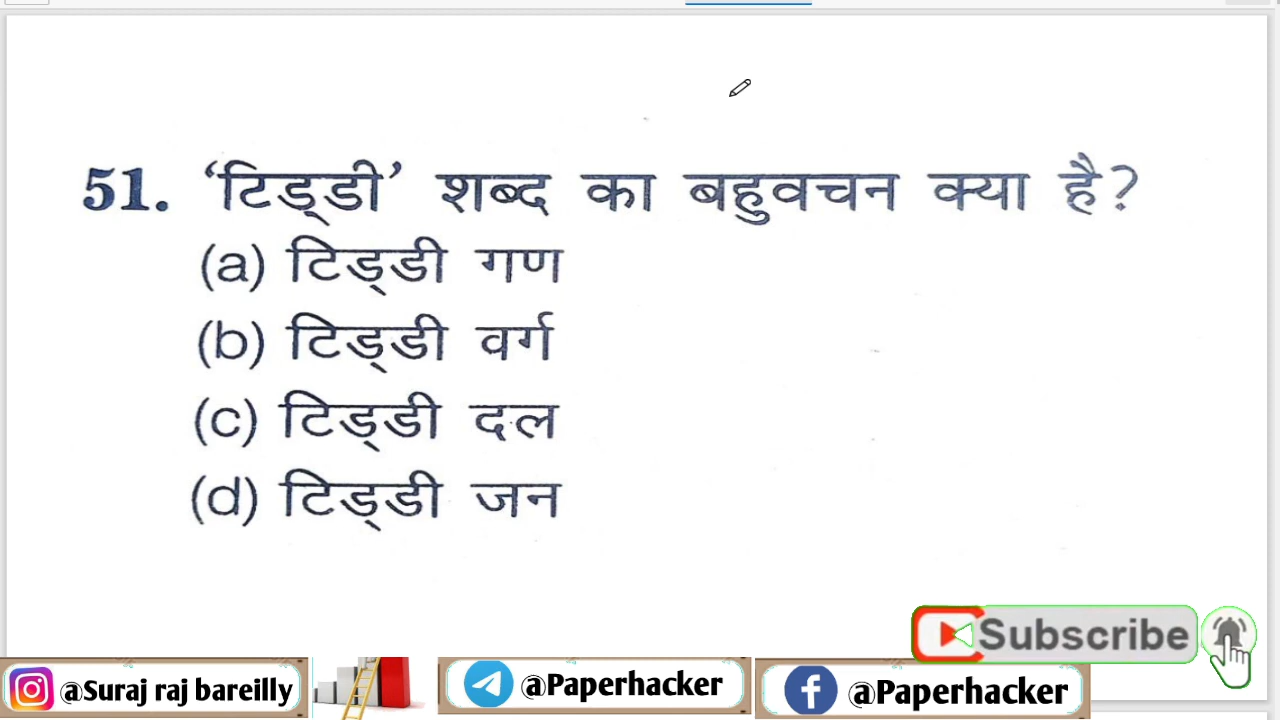 51. ‘टिड्डी’ शब्द का बहुवचन क्या है?
(a) टिड्डी गण
(b) टिड्डी वर्ग
(c) टिड्डी दल
(d) टिड्डी जन
Subscribe
@Suraj raj bareilly
@Paperhacker
@Paperhacker